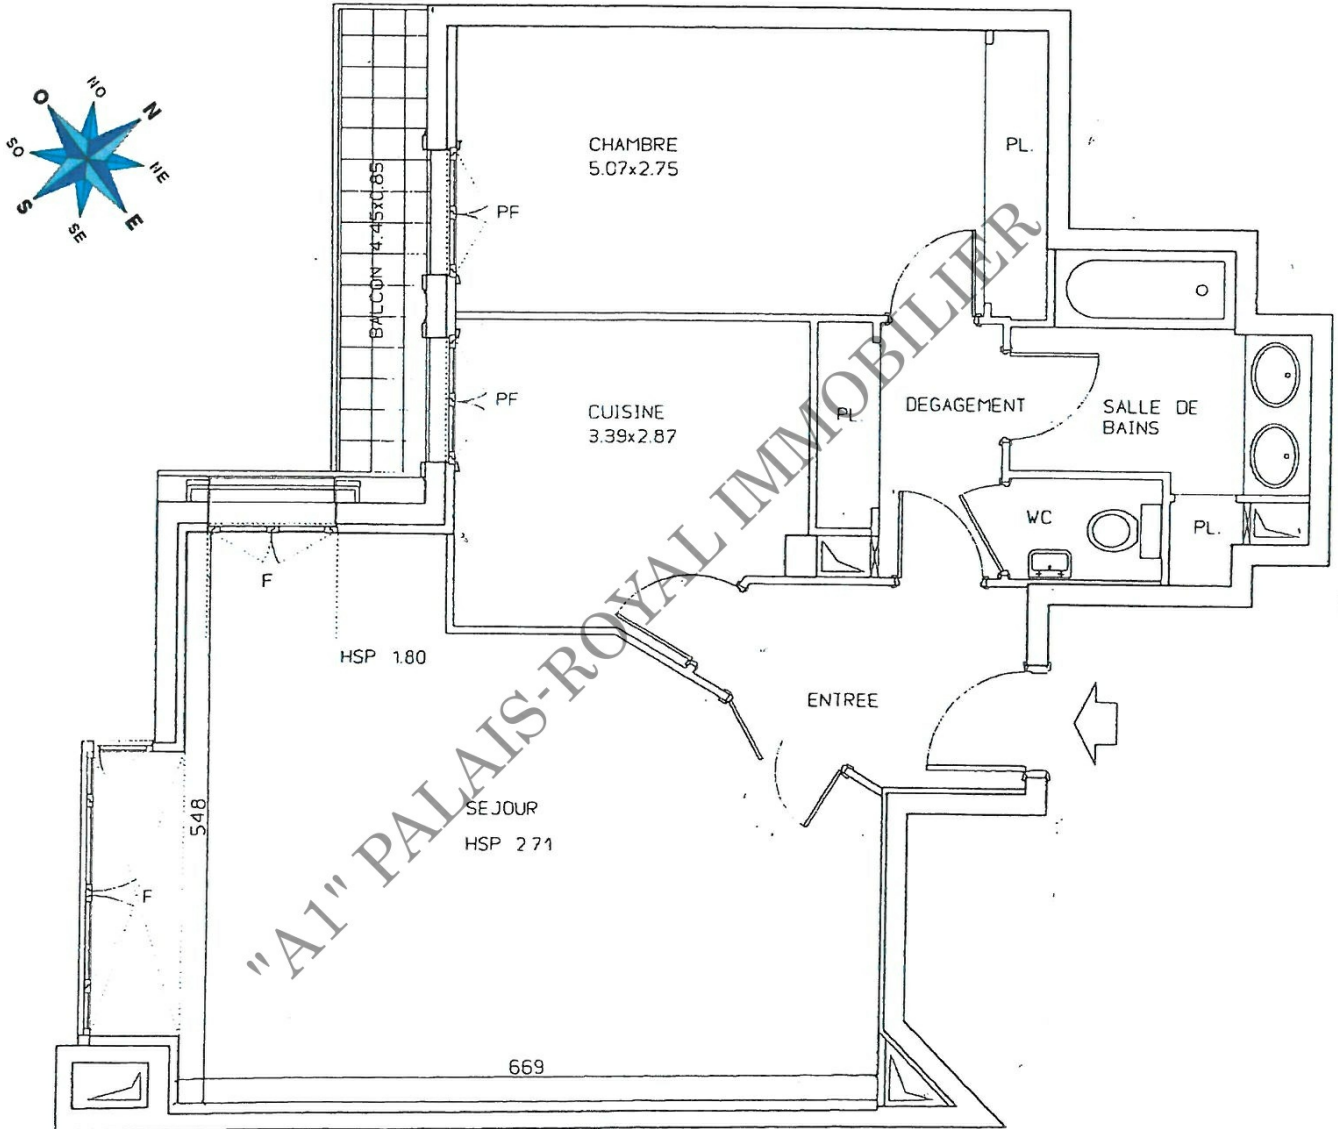 NO
O
N
SO
NE
S
E
SE
CHAMBRE
5.07x2.75
PL.
BALCON 4.45x0.85
PF
PF
CUISINE
3.39x2.87
PL.
DEGAGEMENT
SALLE DE
BAINS
WC
PL.
F
HSP 1.80
ENTREE
SEJOUR
HSP 2.71
548
F
669
"A1" PALAIS-ROYAL IMMOBILIER